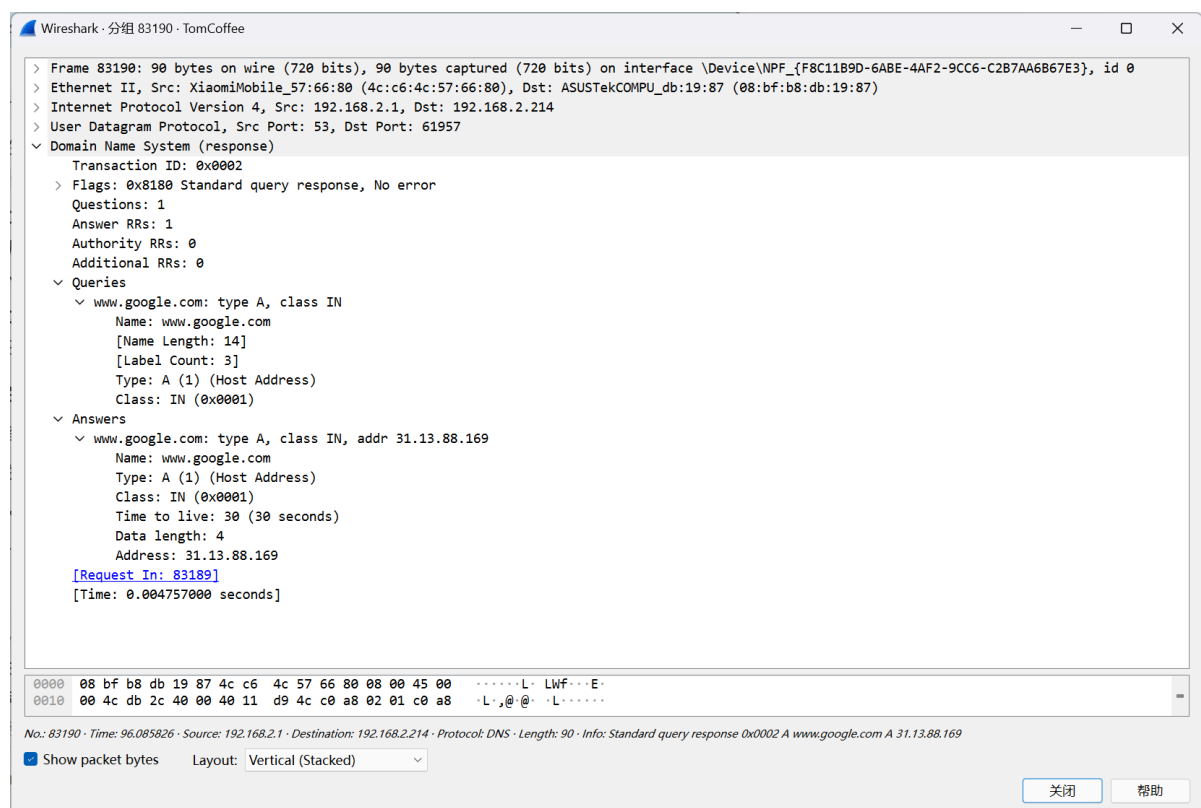 Wireshark · 分组 83190 · TomCoffee
Frame 83190: 90 bytes on wire (720 bits), 90 bytes captured (720 bits) on interface \Device\NPF_{F8C11B9D-6ABE-4AF2-9CC6-C2B7AA6B67E3}, id 0
Ethernet II, Src: XiaomiMobile_57:66:80 (4c:c6:4c:57:66:80), Dst: ASUSTekCOMPU_db:19:87 (08:bf:b8:db:19:87)
Internet Protocol Version 4, Src: 192.168.2.1, Dst: 192.168.2.214
User Datagram Protocol, Src Port: 53, Dst Port: 61957
Domain Name System (response)
Transaction ID: 0x0002
Flags: 0x8180 Standard query response, No error
Questions: 1
Answer RRs: 1
Authority RRs: 0
Additional RRs: 0
Queries
www.google.com: type A, class IN
Name: www.google.com
[Name Length: 14]
[Label Count: 3]
Type: A (1) (Host Address)
Class: IN (0x0001)
Answers
www.google.com: type A, class IN, addr 31.13.88.169
Name: www.google.com
Type: A (1) (Host Address)
Class: IN (0x0001)
Time to live: 30 (30 seconds)
Data length: 4
Address: 31.13.88.169
[Request In: 83189]
[Time: 0.004757000 seconds]
0000 08 bf b8 db 19 87 4c c6 4c 57 66 80 08 00 45 00 ······L· LWf···E·
0010 00 4c db 2c 40 00 40 11 d9 4c c0 a8 02 01 c0 a8 ·L·,@·@· ·L······
No.: 83190 · Time: 96.085826 · Source: 192.168.2.1 · Destination: 192.168.2.214 · Protocol: DNS · Length: 90 · Info: Standard query response 0x0002 A www.google.com A 31.13.88.169
Show packet bytes Layout: Vertical (Stacked)
关闭 帮助